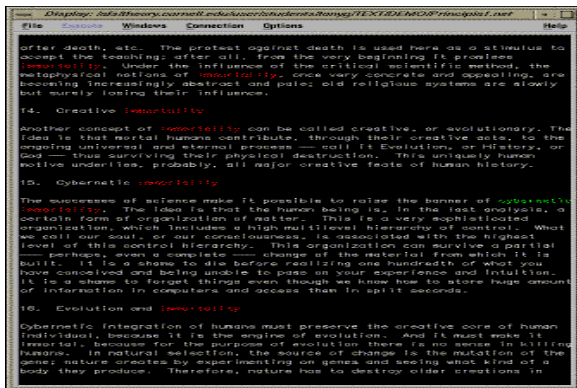 Display: /afs/theory.cornell.edu/user/students/tonyg/TEXT/DEMO/Principia1.net
File Execute Windows Connection Options Help
after death, etc. The protest against death is used here as a stimulus to
accept the teaching; after all, from the very beginning it promises
immortality. Under the influence of the critical scientific method, the
metaphysical notions of immortality, once very concrete and appealing, are
becoming increasingly abstract and pale; old religious systems are slowly
but surely losing their influence.
14. Creative immortality
Another concept of immortality can be called creative, or evolutionary. The
idea is that mortal humans contribute, through their creative acts, to the
ongoing universal and eternal process -- call it Evolution, or History, or
God -- thus surviving their physical destruction. This uniquely human
motive underlies, probably, all major creative feats of human history.
15. Cybernetic immortality
The successes of science make it possible to raise the banner of cybernetic
immortality. The idea is that the human being is, in the last analysis, a
certain form of organization of matter. This is a very sophisticated
organization, which includes a high multilevel hierarchy of control. What
we call our soul, or our consciousness, is associated with the highest
level of this control hierarchy. This organization can survive a partial
-- perhaps, even a complete -- change of the material from which it is
built. It is a shame to die before realizing one hundredth of what you
have conceived and being unable to pass on your experience and intuition.
It is a shame to forget things even though we know how to store huge amount
of information in computers and access them in split seconds.
16. Evolution and immortality
Cybernetic integration of humans must preserve the creative core of human
individual, because it is the engine of evolution. And it must make it
immortal, because for the purpose of evolution there is no sense in killing
humans. In natural selection, the source of change is the mutation of the
gene; nature creates by experimenting on genes and seeing what kind of a
body they produce. Therefore, nature has to destroy older creations in